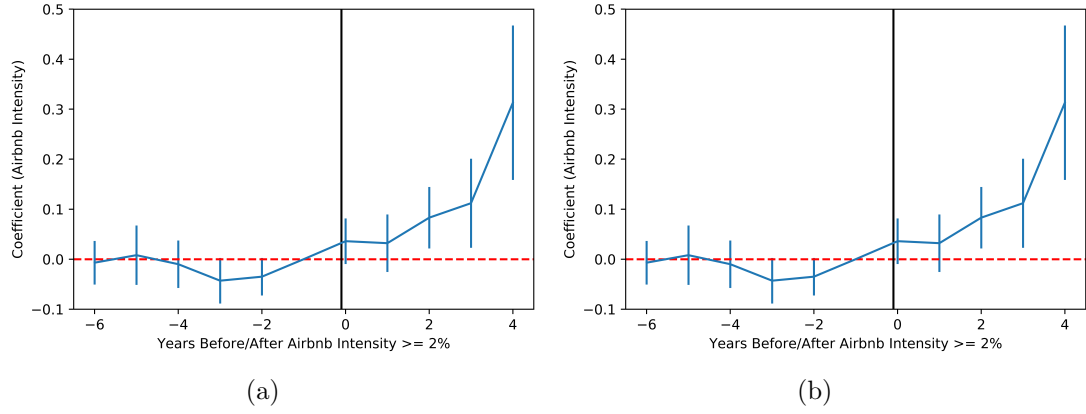 0.5
0.4
0.3
0.2
0.1
0.0
−0.1
Coefficient (Airbnb Intensity)
−6 −4 −2 0 2 4
Years Before/After Airbnb Intensity >= 2%
(a)
0.5
0.4
0.3
0.2
0.1
0.0
−0.1
Coefficient (Airbnb Intensity)
−6 −4 −2 0 2 4
Years Before/After Airbnb Intensity >= 2%
(b)